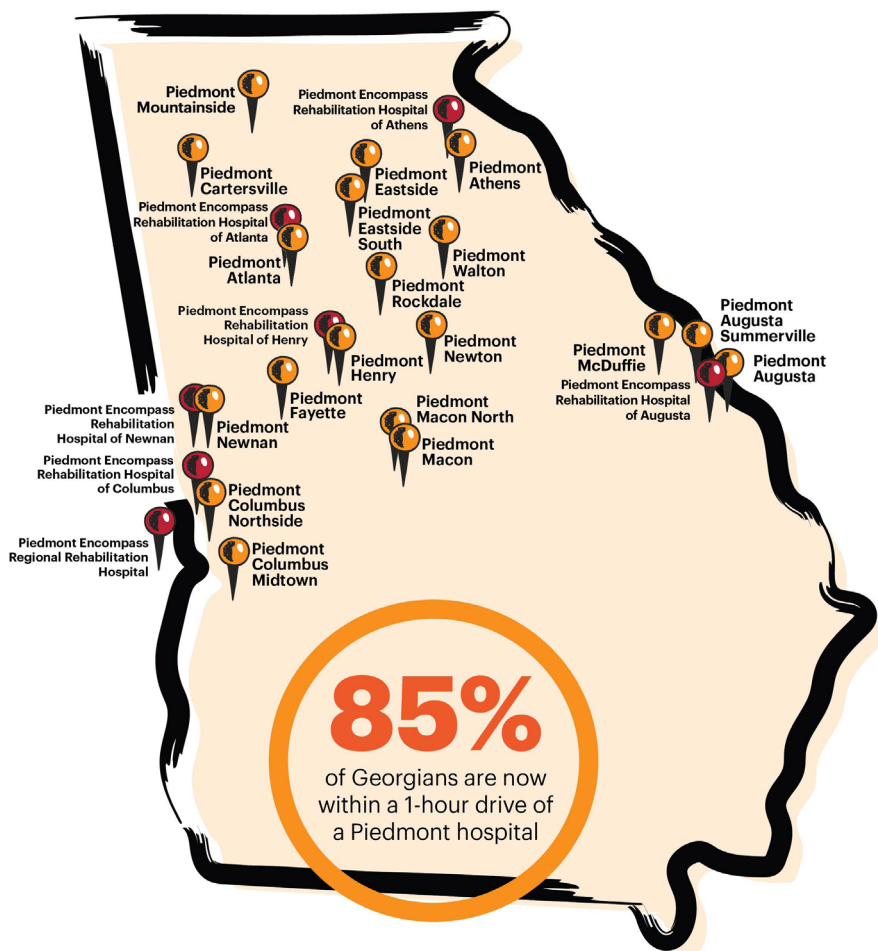 Piedmont
Mountainside
Piedmont Encompass
Rehabilitation Hospital
of Athens
Piedmont
Cartersville
Piedmont
Eastside
Piedmont
Athens
Piedmont Encompass
Rehabilitation Hospital
of Atlanta
Piedmont
Eastside
South
Piedmont
Atlanta
Piedmont
Walton
Piedmont
Rockdale
Piedmont Encompass
Rehabilitation
Hospital of Henry
Piedmont
Henry
Piedmont
Newton
Piedmont
McDuffie
Piedmont
Augusta
Summerville
Piedmont
Augusta
Piedmont Encompass
Rehabilitation Hospital
of Augusta
Piedmont
Fayette
Piedmont Encompass
Rehabilitation
Hospital of Newnan
Piedmont
Newnan
Piedmont
Macon North
Piedmont
Macon
Piedmont Encompass
Rehabilitation Hospital
of Columbus
Piedmont
Columbus
Northside
Piedmont Encompass
Regional Rehabilitation
Hospital
Piedmont
Columbus
Midtown
85%
of Georgians are now
within a 1-hour drive of
a Piedmont hospital